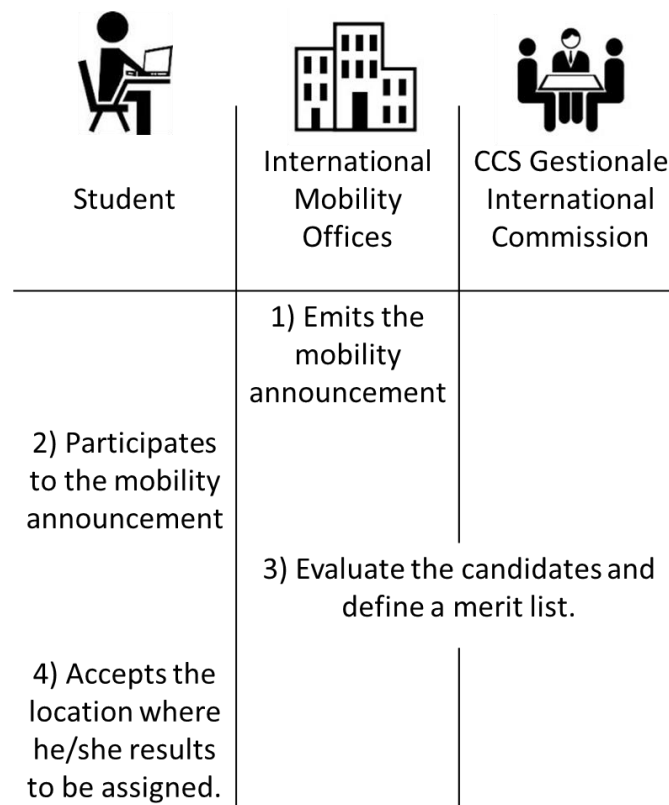 Student
International
Mobility
Offices
CCS Gestionale
International
Commission
1) Emits the
mobility
announcement
2) Participates
to the mobility
announcement
3) Evaluate the candidates and
define a merit list.
4) Accepts the
location where
he/she results
to be assigned.